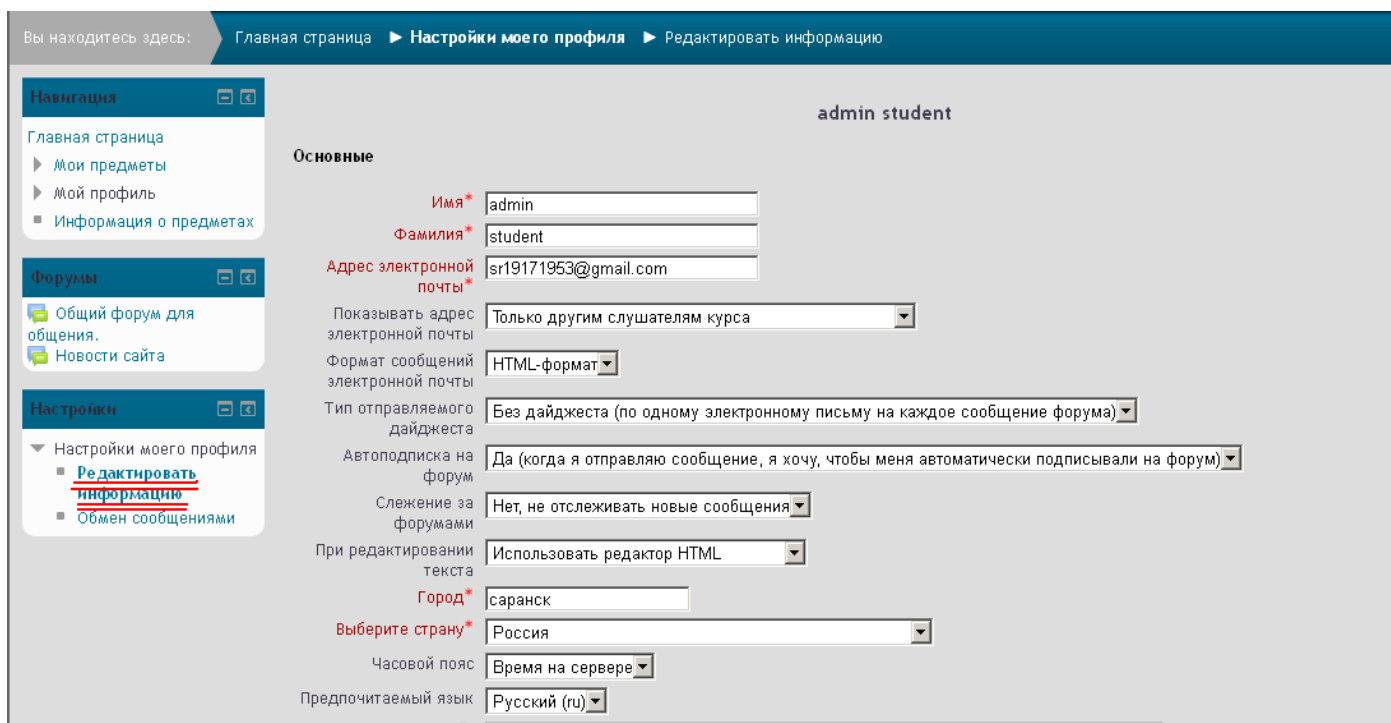 Вы находитесь здесь:
Главная страница ► Настройки моего профиля ► Редактировать информацию
Навигация
Главная страница
Мои предметы
Мой профиль
Информация о предметах
Форумы
Общий форум для
общения.
Новости сайта
Настройки
Настройки моего профиля
Редактировать
информацию
Обмен сообщениями
admin student
Основные
Имя* admin
Фамилия* student
Адрес электронной
почты* sr19171953@gmail.com
Показывать адрес
электронной почты Только другим слушателям курса
Формат сообщений
электронной почты HTML-формат
Тип отправляемого
дайджеста Без дайджеста (по одному электронному письму на каждое сообщение форума)
Автоподписка на
форум Да (когда я отправляю сообщение, я хочу, чтобы меня автоматически подписывали на форум)
Слежение за
форумами Нет, не отслеживать новые сообщения
При редактировании
текста Использовать редактор HTML
Город* саранск
Выберите страну* Россия
Часовой пояс Время на сервере
Предпочитаемый язык Русский (ru)